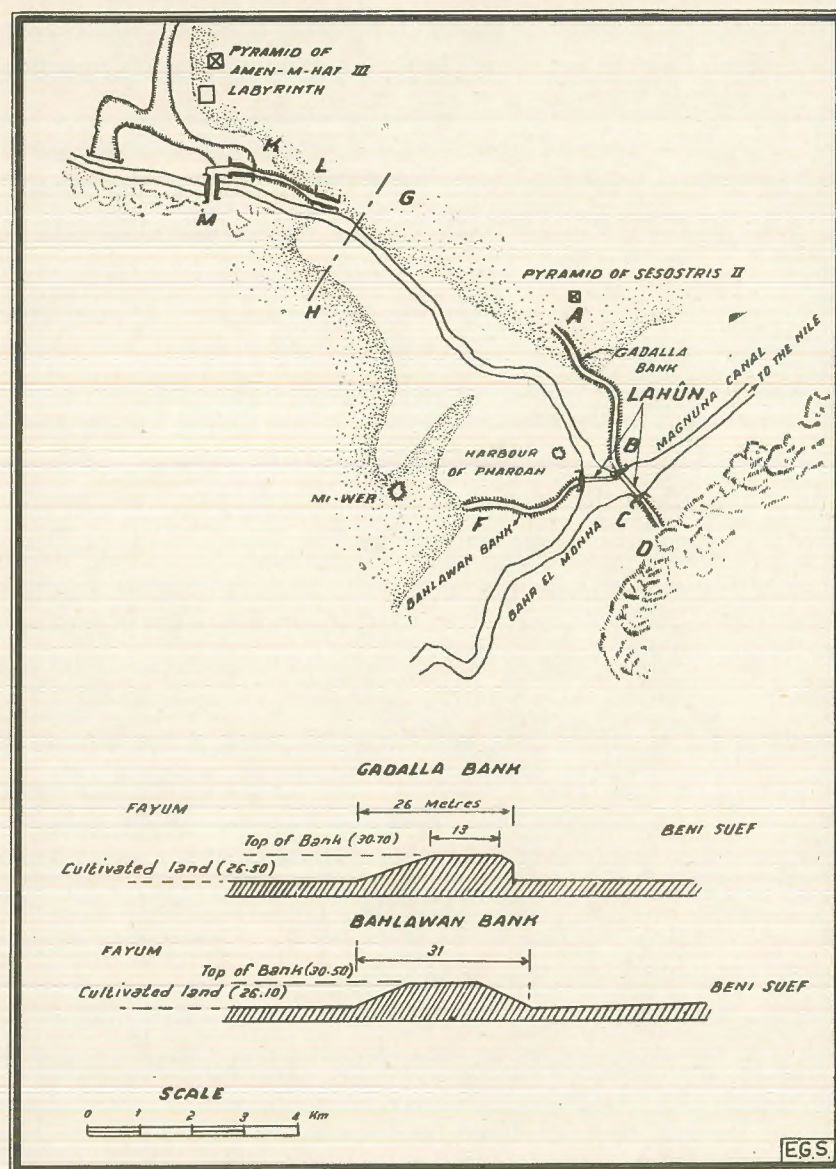 PYRAMID OF
AMEN-M-HAT III
LABYRINTH
K
L
G
M
H
PYRAMID OF SESOSTRIS II
A
GADALLA
BANK
LAHÛN
MAGNUNA CANAL
TO THE NILE
HARBOUR
OF PHAROAH
B
MI-WER
F
C
D
BAHLAWAN BANK
BAHR EL MONHA
GADALLA BANK
FAYUM
26 Metres
BENI SUEF
13
Top of Bank (30.70)
Cultivated land (26.30)
BAHLAWAN BANK
FAYUM
31
Top of Bank (30.50)
BENI SUEF
Cultivated land (26.10)
SCALE
0 1 2 3 4 Km
E.G.S.